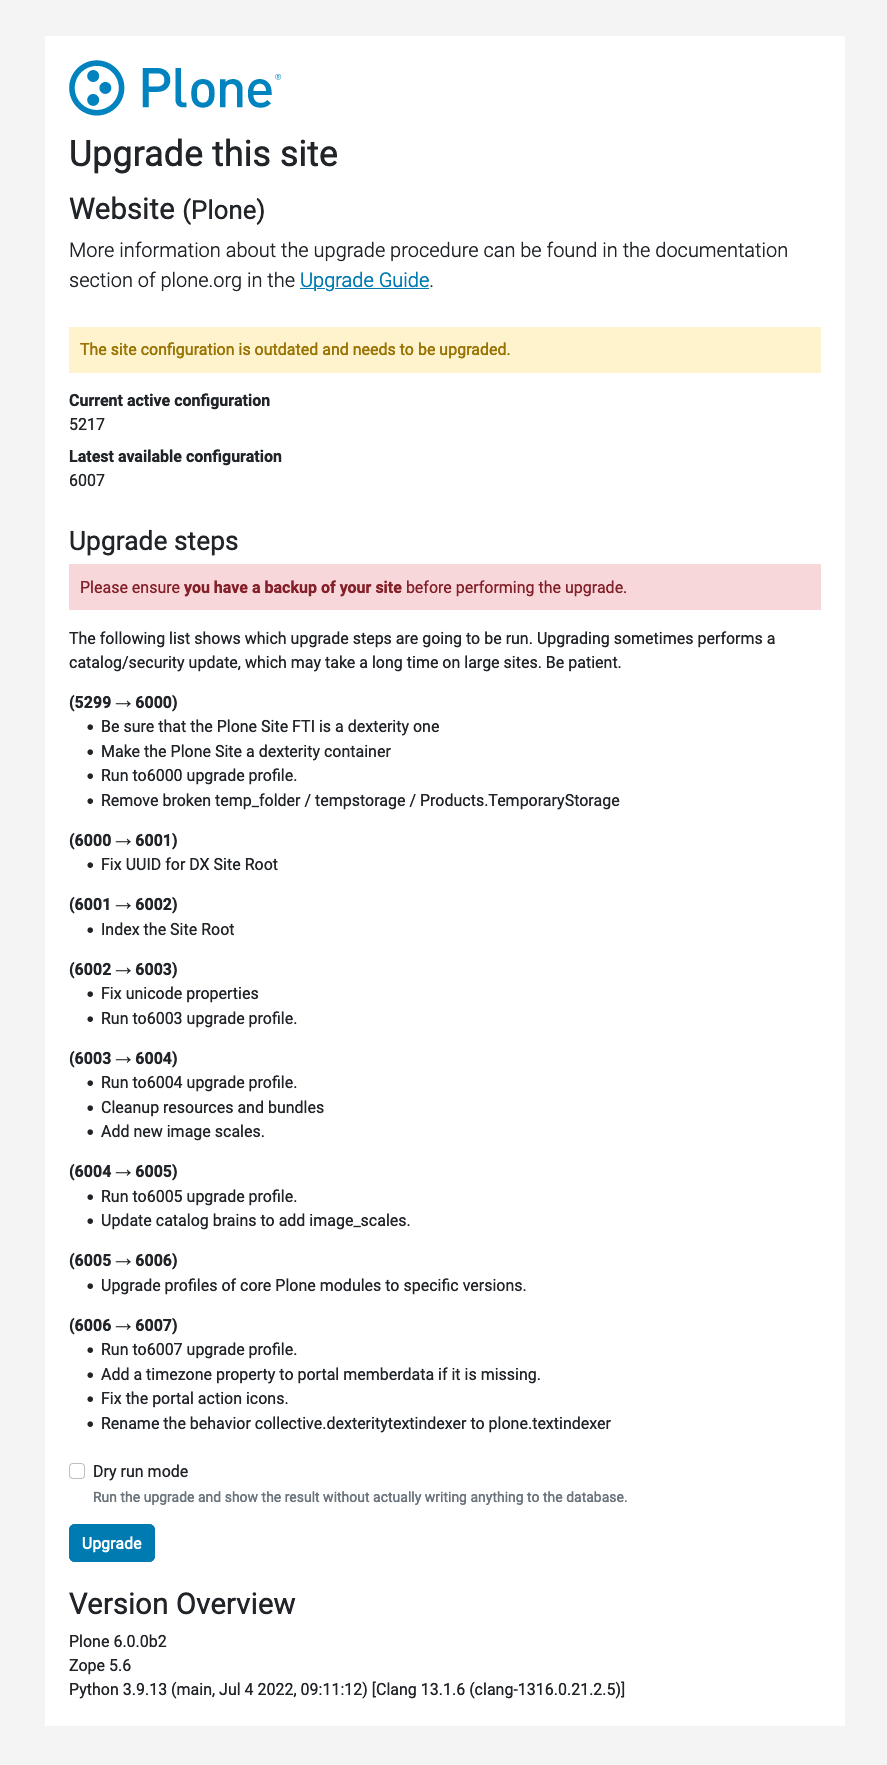 Plone®
Upgrade this site
Website (Plone)
More information about the upgrade procedure can be found in the documentation
section of plone.org in the Upgrade Guide.
The site configuration is outdated and needs to be upgraded.
Current active configuration
5217
Latest available configuration
6007
Upgrade steps
Please ensure you have a backup of your site before performing the upgrade.
The following list shows which upgrade steps are going to be run. Upgrading sometimes performs a
catalog/security update, which may take a long time on large sites. Be patient.
(5299 → 6000)
• Be sure that the Plone Site FTI is a dexterity one
• Make the Plone Site a dexterity container
• Run to6000 upgrade profile.
• Remove broken temp_folder / tempstorage / Products.TemporaryStorage
(6000 → 6001)
• Fix UUID for DX Site Root
(6001 → 6002)
• Index the Site Root
(6002 → 6003)
• Fix unicode properties
• Run to6003 upgrade profile.
(6003 → 6004)
• Run to6004 upgrade profile.
• Cleanup resources and bundles
• Add new image scales.
(6004 → 6005)
• Run to6005 upgrade profile.
• Update catalog brains to add image_scales.
(6005 → 6006)
• Upgrade profiles of core Plone modules to specific versions.
(6006 → 6007)
• Run to6007 upgrade profile.
• Add a timezone property to portal memberdata if it is missing.
• Fix the portal action icons.
• Rename the behavior collective.dexteritytextindexer to plone.textindexer
Dry run mode
Run the upgrade and show the result without actually writing anything to the database.
Upgrade
Version Overview
Plone 6.0.0b2
Zope 5.6
Python 3.9.13 (main, Jul 4 2022, 09:11:12) [Clang 13.1.6 (clang-1316.0.21.2.5)]